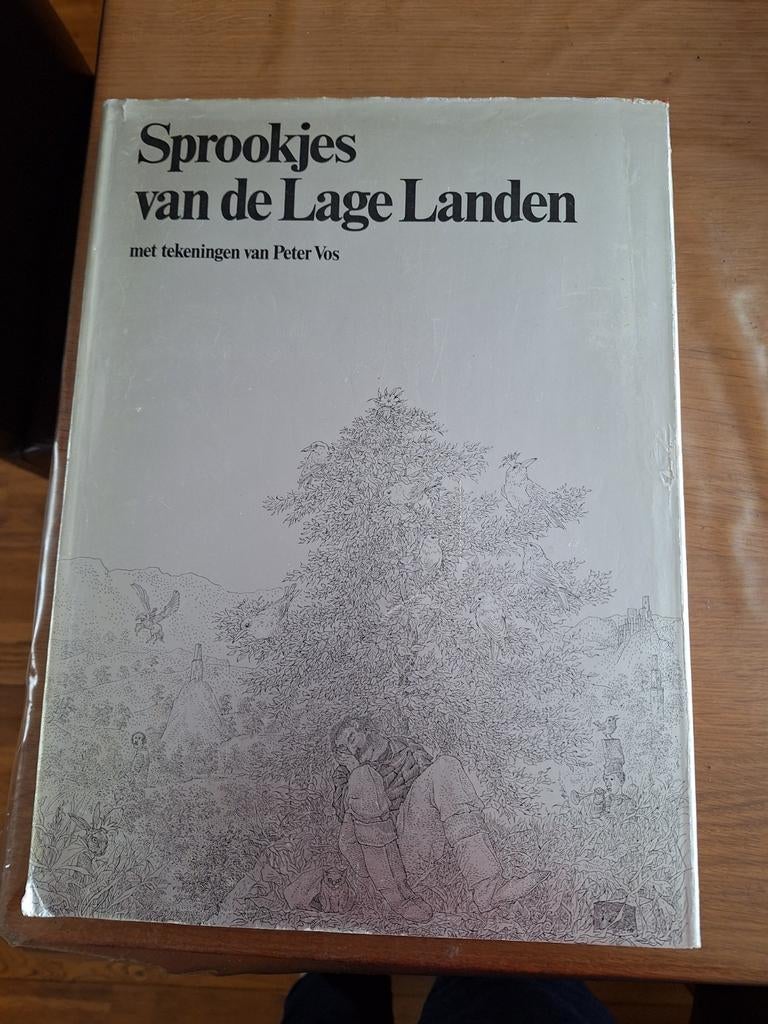 Sprookjes
van de Lage Landen
met tekeningen van Peter Vos